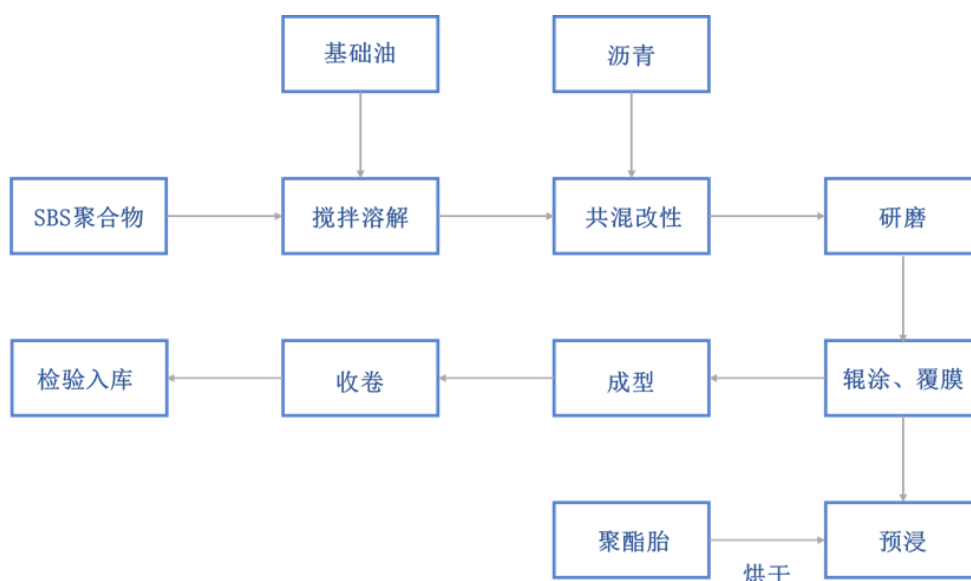 基础油
沥青
SBS聚合物
搅拌溶解
共混改性
研磨
检验入库
收卷
成型
辊涂、覆膜
聚酯胎
预浸
烘干